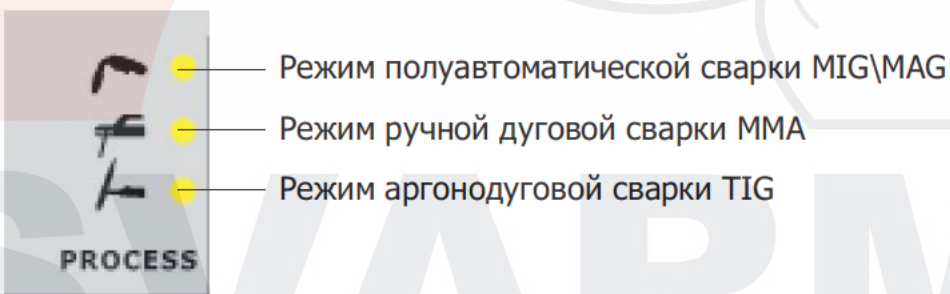 Режим полуавтоматической сварки MIG\MAG
Режим ручной дуговой сварки MMA
Режим аргонодуговой сварки TIG
PROCESS